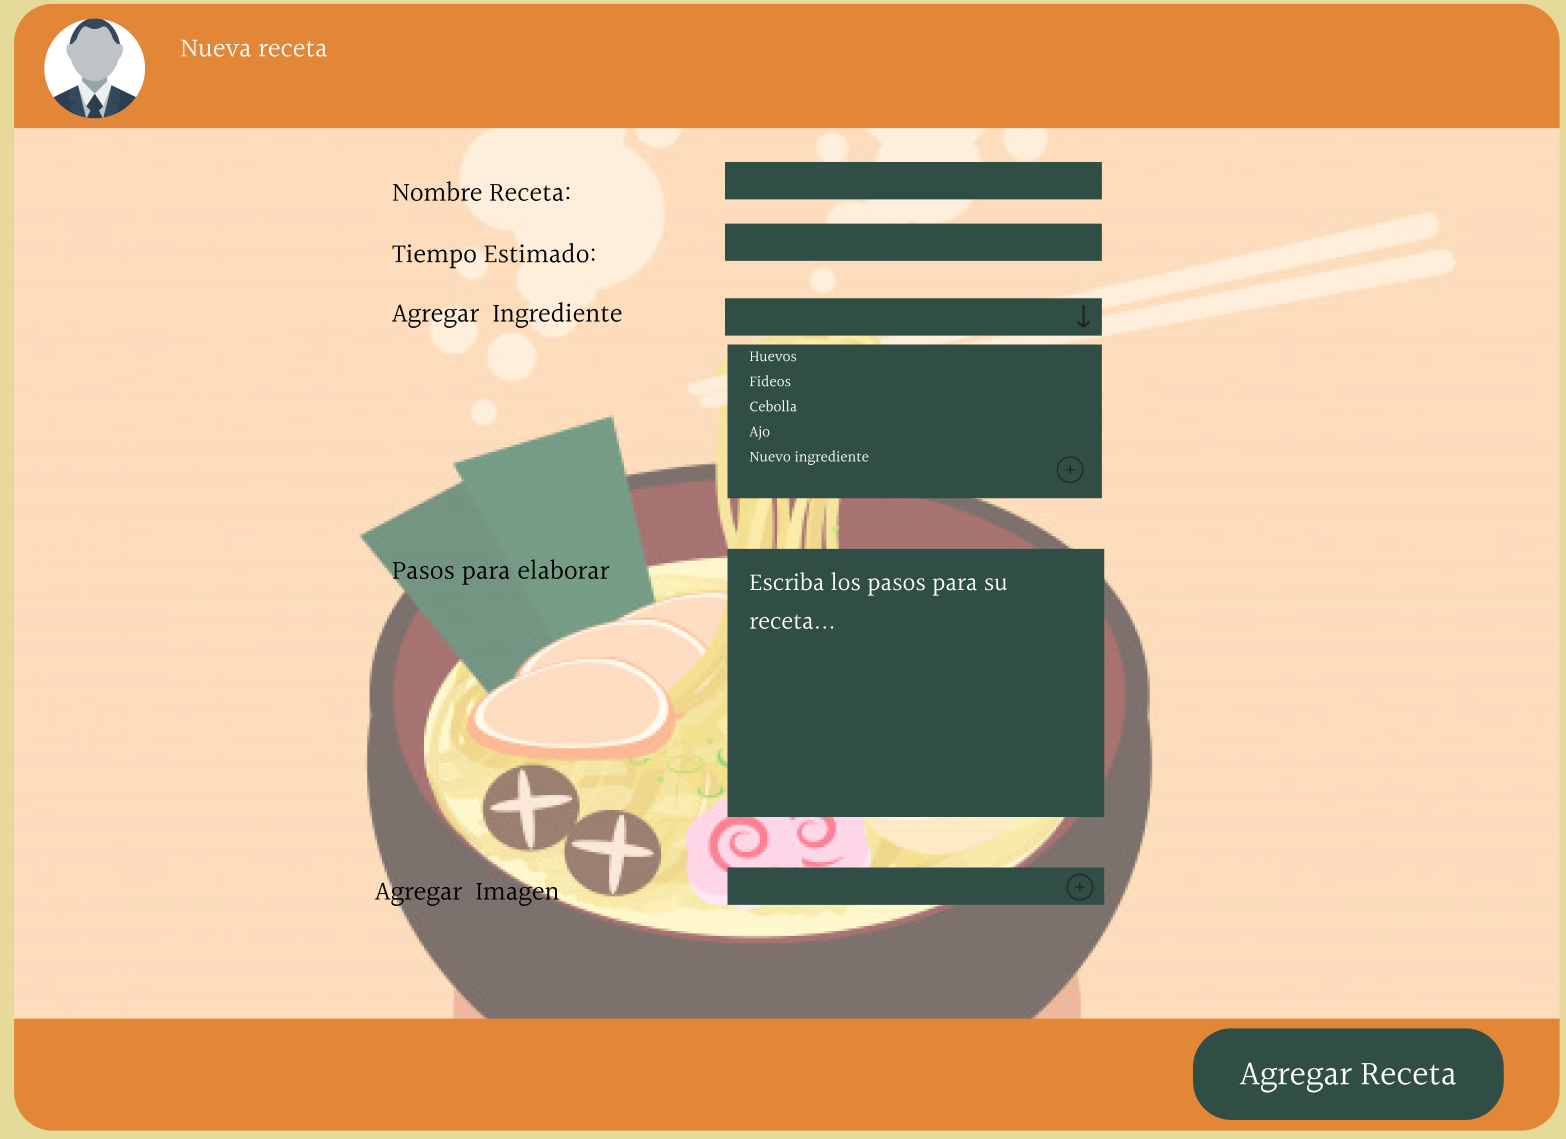 Nueva receta
Nombre Receta:
Tiempo Estimado:
Agregar Ingrediente
Huevos
Fideos
Cebolla
Ajo
Nuevo ingrediente
Pasos para elaborar
Escriba los pasos para su
receta...
Agregar Imagen
Agregar Receta